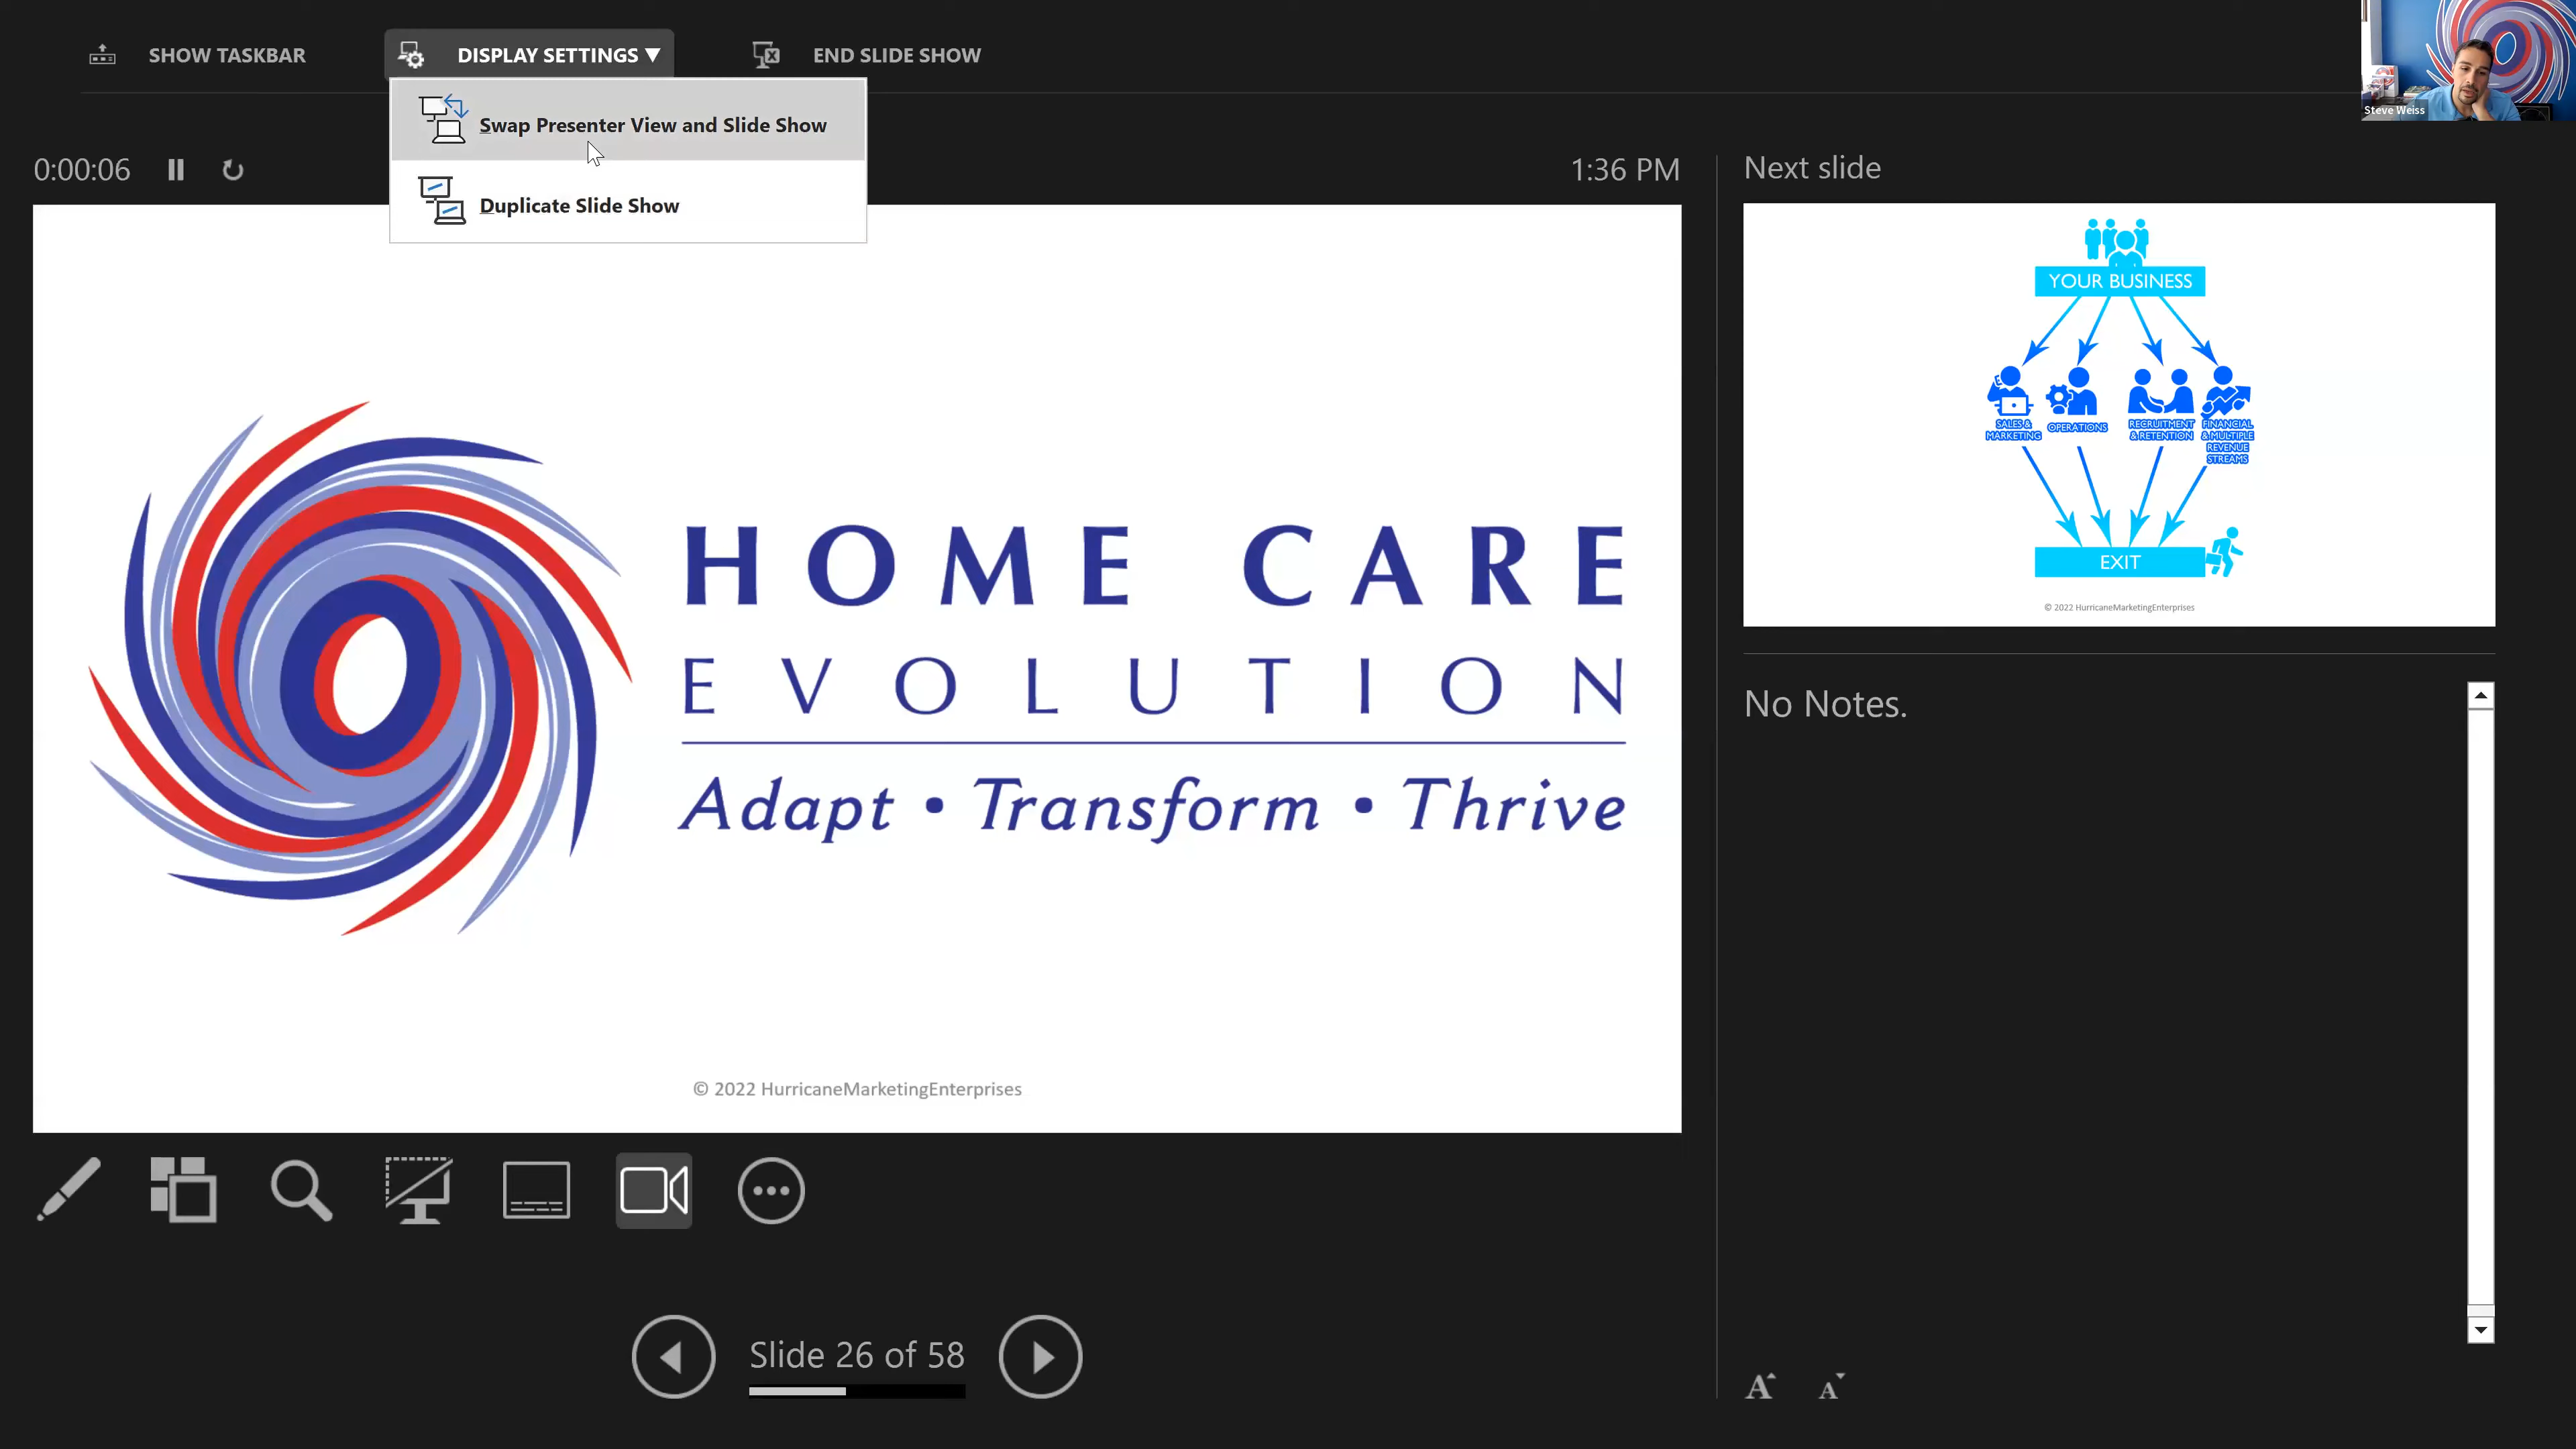 SHOW TASKBAR
DISPLAY SETTINGS ▼
END SLIDE SHOW
Steve Weiss
Swap Presenter View and Slide Show
Duplicate Slide Show
0:00:06
1:36 PM
HOME CARE
EVOLUTION
Adapt • Transform • Thrive
© 2022 HurricaneMarketingEnterprises
Slide 26 of 58
Next slide
YOUR BUSINESS
SALES &
MARKETING
OPERATIONS
RECRUITMENT
& RETENTION
FINANCIAL
& MULTIPLE
REVENUE
STREAMS
EXIT
© 2022 HurricaneMarketingEnterprises
No Notes.
A A